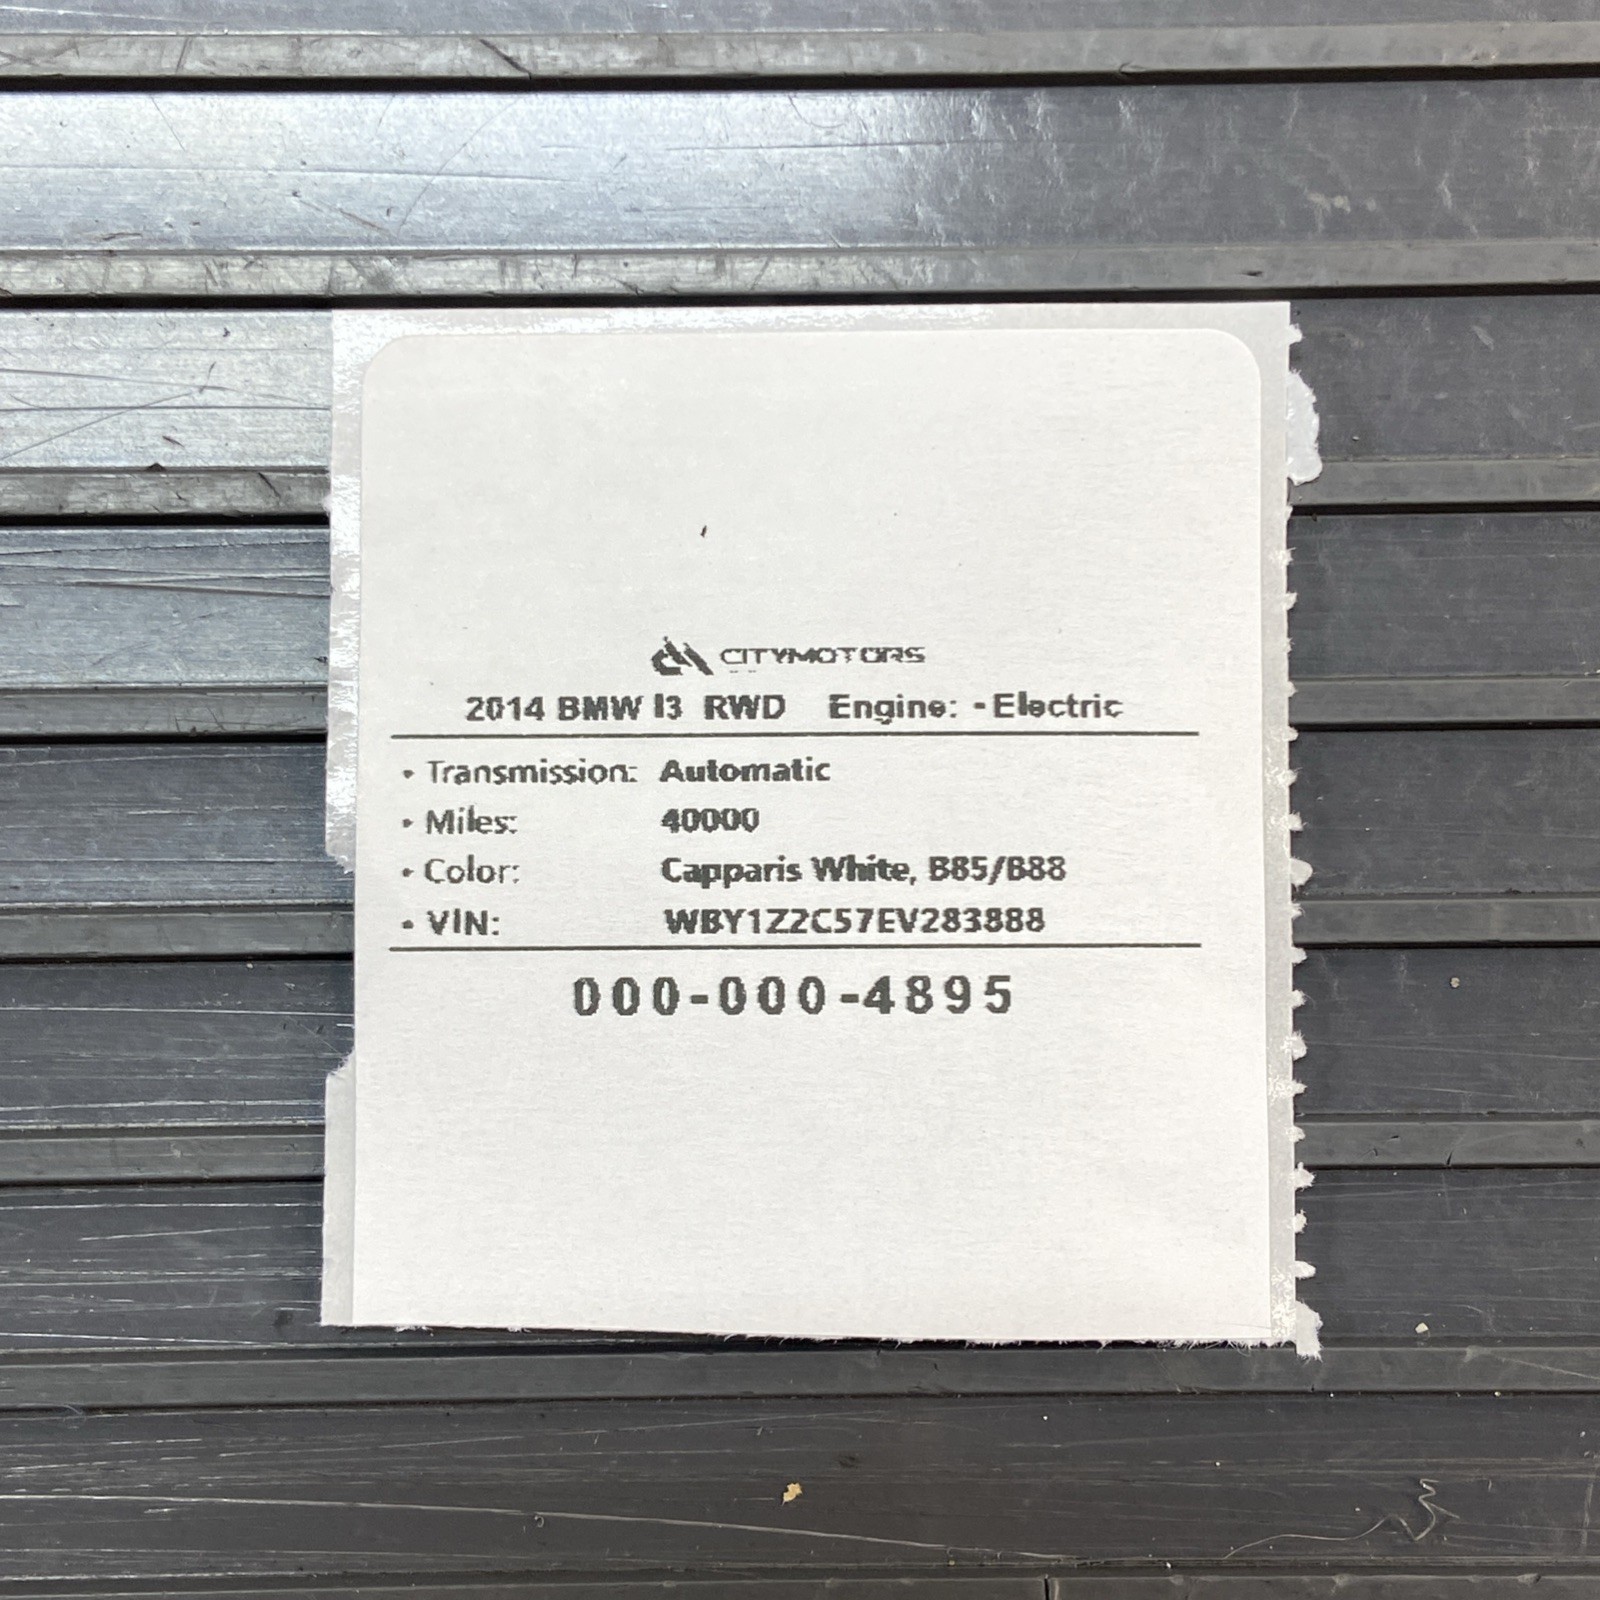 CITYMOTORS
2014 BMW I3 RWD Engine: -Electric
• Transmission: Automatic
• Miles: 40000
• Color: Capparis White, B85/B88
• VIN: WBY1Z2C57EV283888
000-000-4895